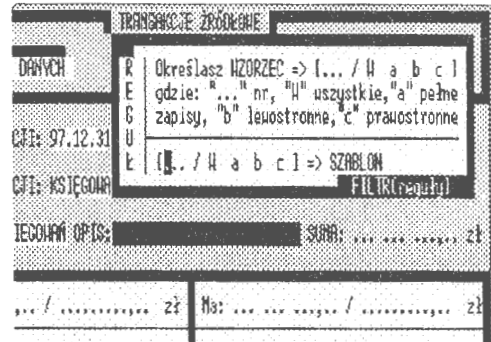 TRANSAKCJE ŹRÓDŁOWE
DANYCH
R E G U Ł
Określasz WZORZEC => [... / W a b c]
gdzie: "..." nr, "W" wszystkie, "a" pełne
zapisy, "b" lewostronne, "c" prawostronne
[... / W a b c ] => SZABLON
FILTR(reguły)
CJI: 97.12.31
CJI: KSIĘGOWA
IĘGOWAŃ OPIS: SUMA: ... ... ...,.. zł
,.. / .........,.. zł Ma: ... ... ...,.. / .........,.. zł